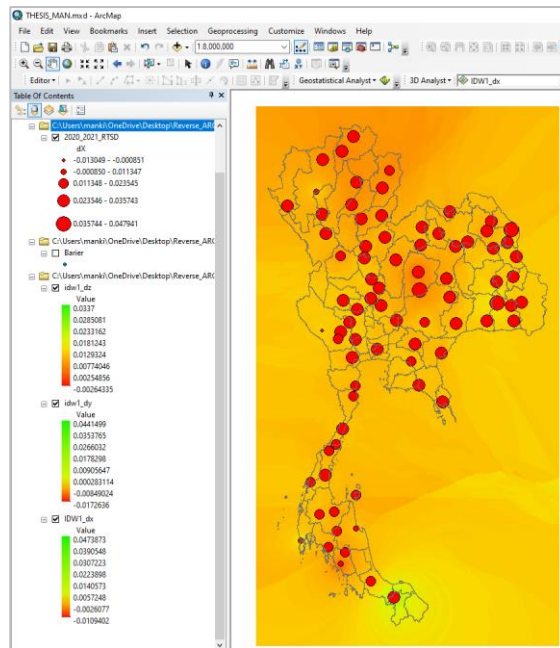 THESIS_MAN.mxd - ArcMap
File Edit View Bookmarks Insert Selection Geoprocessing Customize Windows Help
1:8,000,000
Editor
Geostatistical Analyst
3D Analyst
IDW1_dx
Table Of Contents
C:\Users\manki\OneDrive\Desktop\Reverse_ARC
2020_2021_RTSD
dX
-0.013049 - -0.000851
-0.000850 - 0.011347
0.011348 - 0.023545
0.023546 - 0.035743
0.035744 - 0.047941
C:\Users\manki\OneDrive\Desktop\Reverse_ARC
Barier
C:\Users\manki\OneDrive\Desktop\Reverse_ARC
idw1_dz
Value
0.0337
0.0285081
0.0233162
0.0181243
0.0129324
0.00774046
0.00254856
-0.00264335
idw1_dy
Value
0.0441499
0.0353765
0.0266032
0.0178298
0.00905647
0.000283114
-0.00849024
-0.0172636
IDW1_dx
Value
0.0473873
0.0390548
0.0307223
0.0223898
0.0140573
0.0057248
-0.0026077
-0.0109402